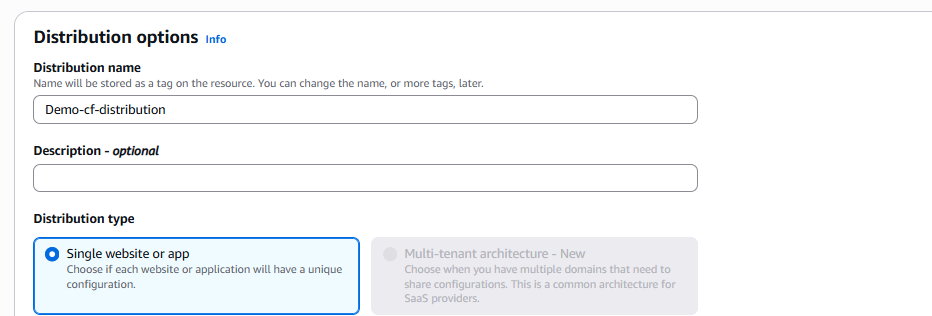 Distribution options Info
Distribution name
Name will be stored as a tag on the resource. You can change the name, or more tags, later.
Demo-cf-distribution
Description - optional
Distribution type
Single website or app
Choose if each website or application will have a unique
configuration.
Multi-tenant architecture - New
Choose when you have multiple domains that need to
share configurations. This is a common architecture for
SaaS providers.